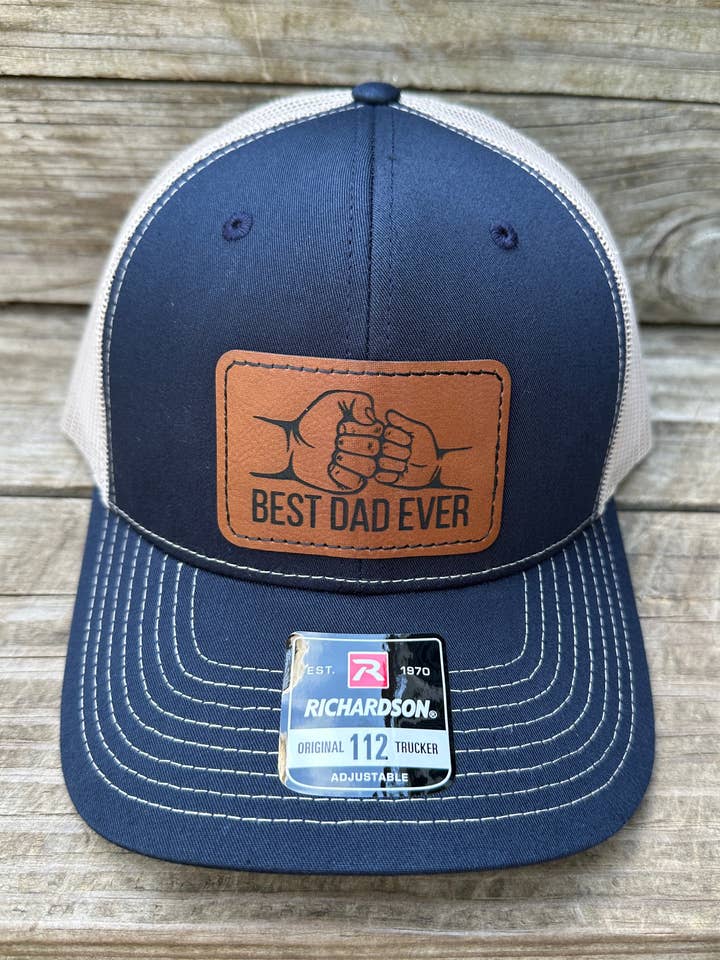 BEST DAD EVER
EST. R 1970
RICHARDSON®
ORIGINAL 112 TRUCKER
ADJUSTABLE